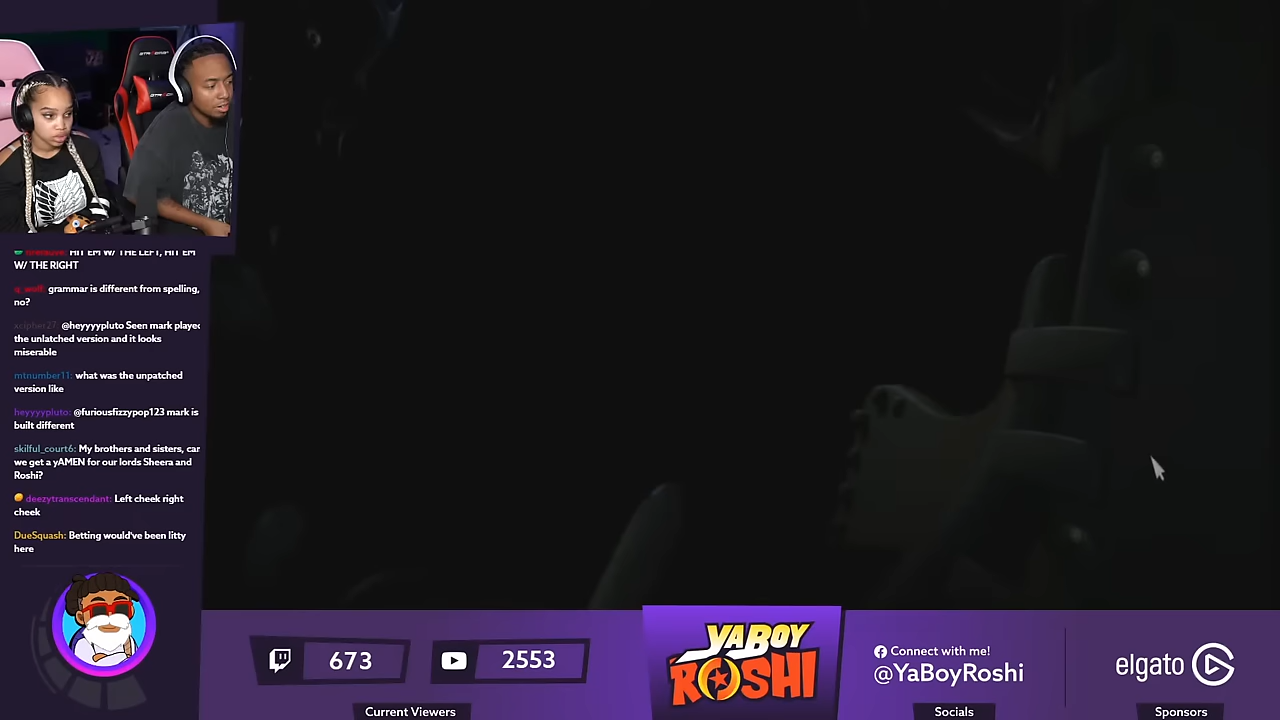 HIT EM W/ THE LEFT, HIT EM
W/ THE RIGHT
q_wolf: grammar is different from spelling,
no?
xcipher27: @heyyyypluto Seen mark played
the unlatched version and it looks
miserable
mtnumber11: what was the unpatched
version like
heyyyypluto: @furiousfizzypop123 mark is
built different
skilful_court6: My brothers and sisters, can
we get a yAMEN for our lords Sheera and
Roshi?
deezytranscendant: Left cheek right
cheek
DueSquash: Betting would've been litty
here
673
2553
Current Viewers
YABOY
ROSHI
Connect with me!
@YaBoyRoshi
Socials
elgato
Sponsors